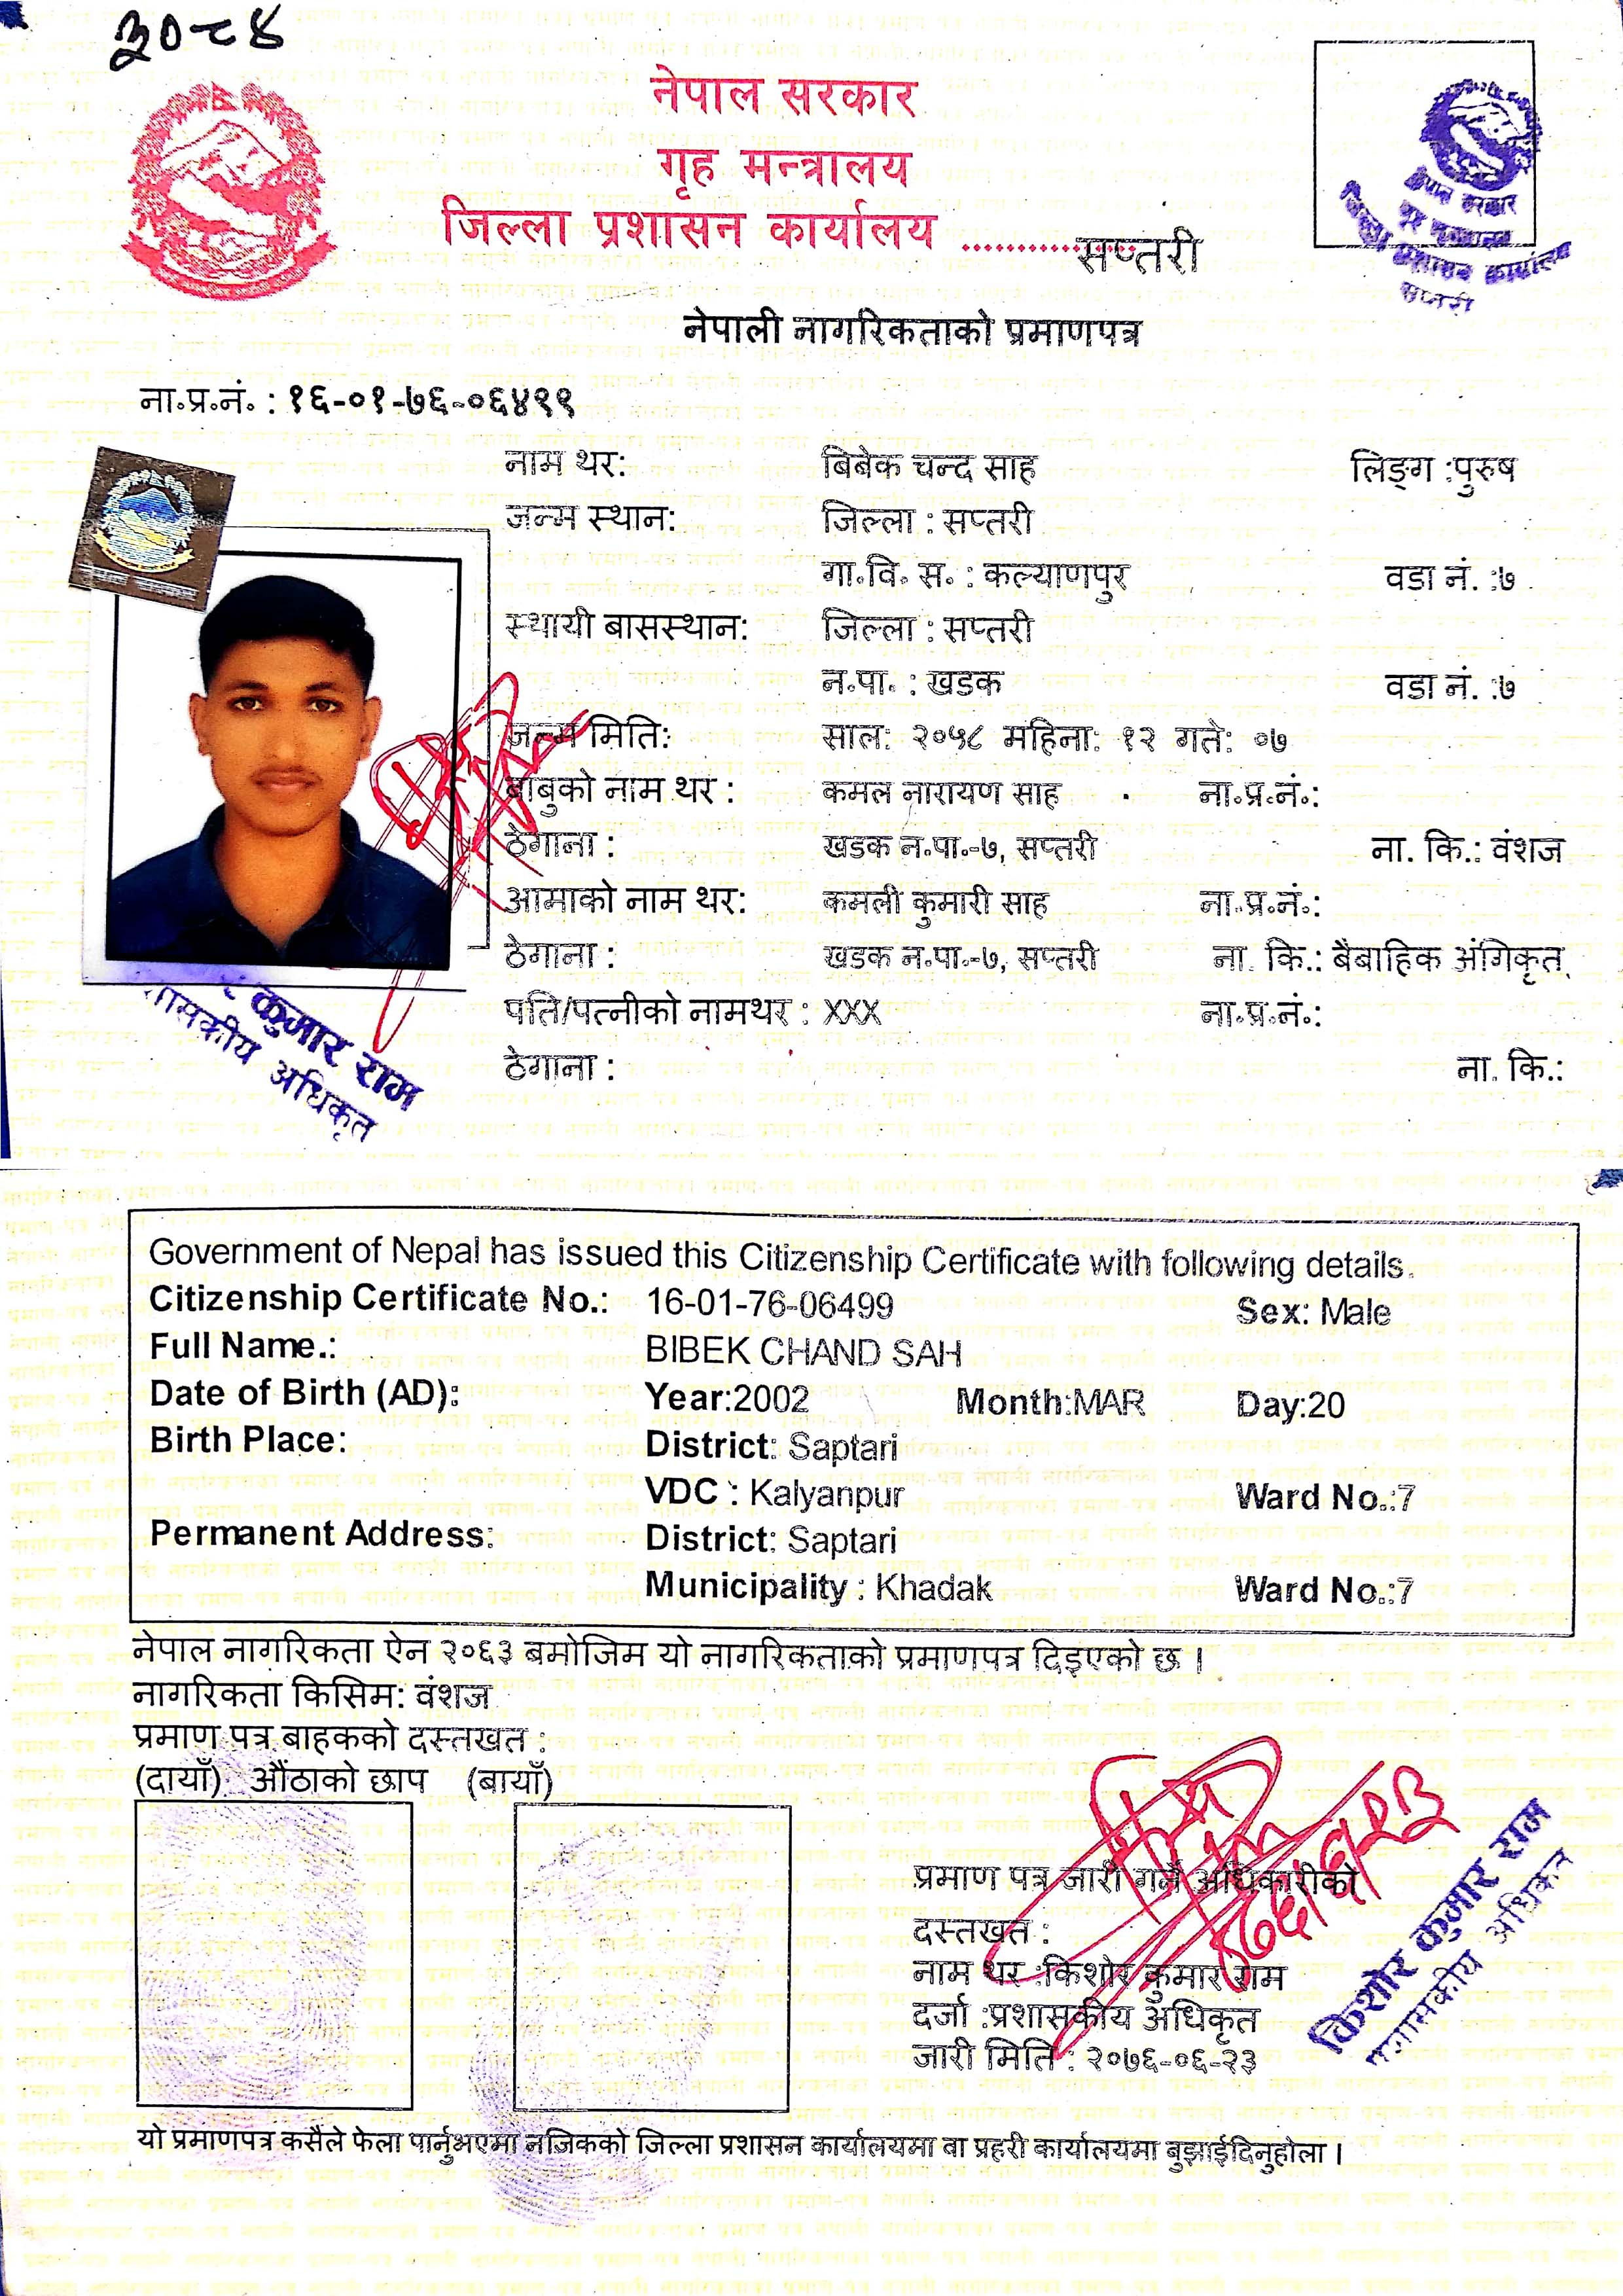 ३०८४
नेपाल सरकार
गृह मन्त्रालय
जिल्ला प्रशासन कार्यालय ................ सप्तरी
नेपाल सरकार
गृह मन्त्रालय
जिल्ला प्रशासन कार्यालय
सप्तरी
नेपाली नागरिकताको प्रमाणपत्र
ना.प्र.नं. : १६-०१-७६-०६४९९
नाम थर: बिबेक चन्द साह लिङ्ग :पुरुष
जन्म स्थान: जिल्ला : सप्तरी
गा.वि. स. : कल्याणपुर वडा नं. :७
स्थायी बासस्थान: जिल्ला : सप्तरी
न.पा. : खडक वडा नं. :७
जन्म मिति: साल: २०५८ महिना: १२ गते: ०७
बाबुको नाम थर : कमल नारायण साह ना.प्र.नं.:
ठेगाना : खडक न.पा.-७, सप्तरी ना. कि.: वंशज
आमाको नाम थर: कमली कुमारी साह ना.प्र.नं.:
ठेगाना : खडक न.पा.-७, सप्तरी ना. कि.: बैबाहिक अंगिकृत
पति/पत्नीको नामथर : XXX ना.प्र.नं.:
ठेगाना : ना. कि.:
कुमार राम
अधिकृत
Government of Nepal has issued this Citizenship Certificate with following details.
Citizenship Certificate No.: 16-01-76-06499 Sex: Male
Full Name.: BIBEK CHAND SAH
Date of Birth (AD): Year:2002 Month:MAR Day:20
Birth Place: District: Saptari
VDC : Kalyanpur Ward No.:7
Permanent Address: District: Saptari
Municipality : Khadak Ward No.:7
नेपाल नागरिकता ऐन २०६३ बमोजिम यो नागरिकताको प्रमाणपत्र दिइएको छ ।
नागरिकता किसिम: वंशज
प्रमाण पत्र बाहकको दस्तखत :
(दायाँ) औंठाको छाप (बायाँ)
प्रमाण पत्र जारी गर्ने अधिकारीको
दस्तखत :
नाम थर :किशोर कुमार राम
दर्जा :प्रशासकीय अधिकृत
जारी मिति : २०७६-०६-२३
किशोर कुमार राम
प्रशासकीय अधिकृत
यो प्रमाणपत्र कसैले फेला पार्नुभएमा नजिकको जिल्ला प्रशासन कार्यालयमा वा प्रहरी कार्यालयमा बुझाईदिनुहोला ।